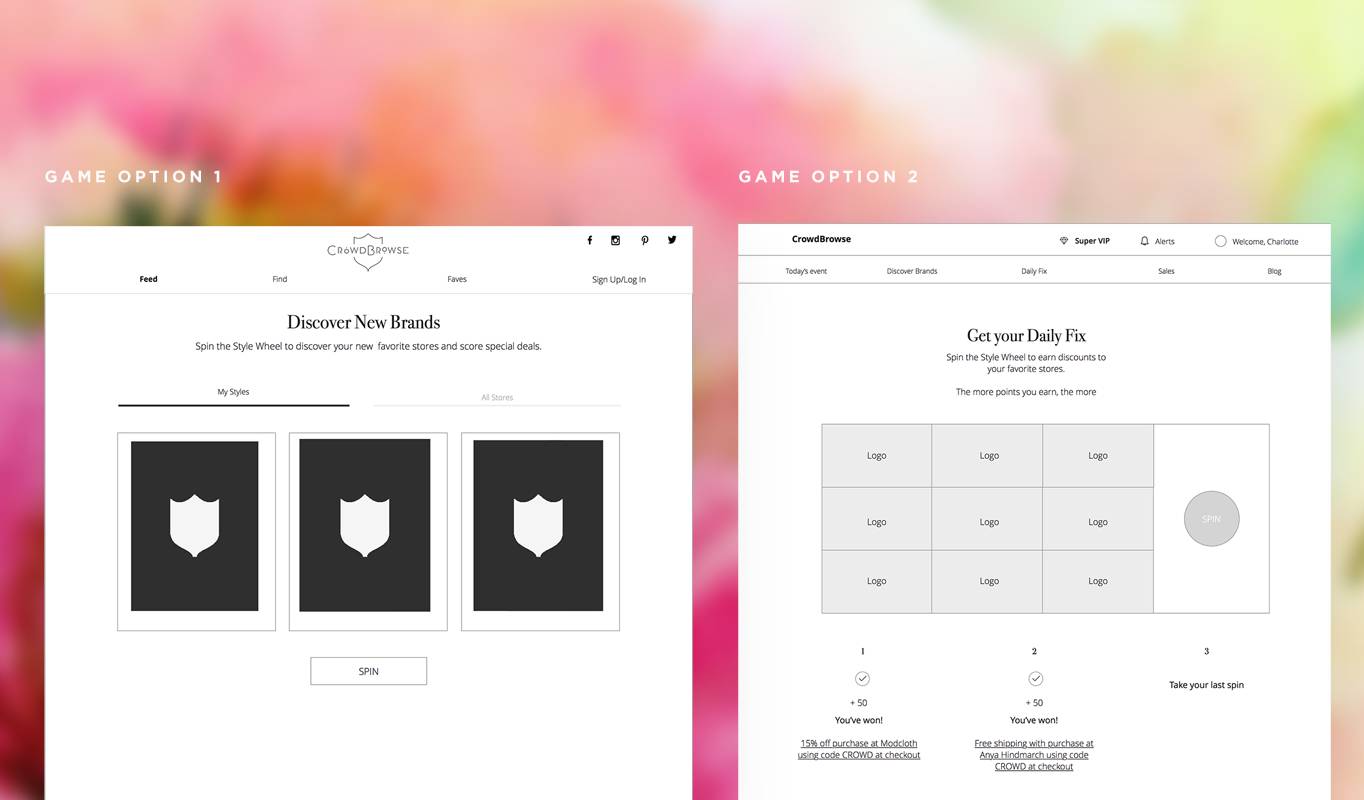 GAME OPTION 1
CROWDBROWSE
Feed
Find
Faves
Sign Up/Log In
Discover New Brands
Spin the Style Wheel to discover your new favorite stores and score special deals.
My Styles
All Stores
SPIN
GAME OPTION 2
CrowdBrowse
Super VIP
Alerts
Welcome, Charlotte
Today's event
Discover Brands
Daily Fix
Sales
Blog
Get your Daily Fix
Spin the Style Wheel to earn discounts to
your favorite stores.
The more points you earn, the more
Logo
Logo
Logo
Logo
Logo
Logo
Logo
Logo
Logo
SPIN
1
+ 50
You've won!
15% off purchase at Modcloth
using code CROWD at checkout
2
+ 50
You've won!
Free shipping with purchase at
Anya Hindmarch using code
CROWD at checkout
3
Take your last spin